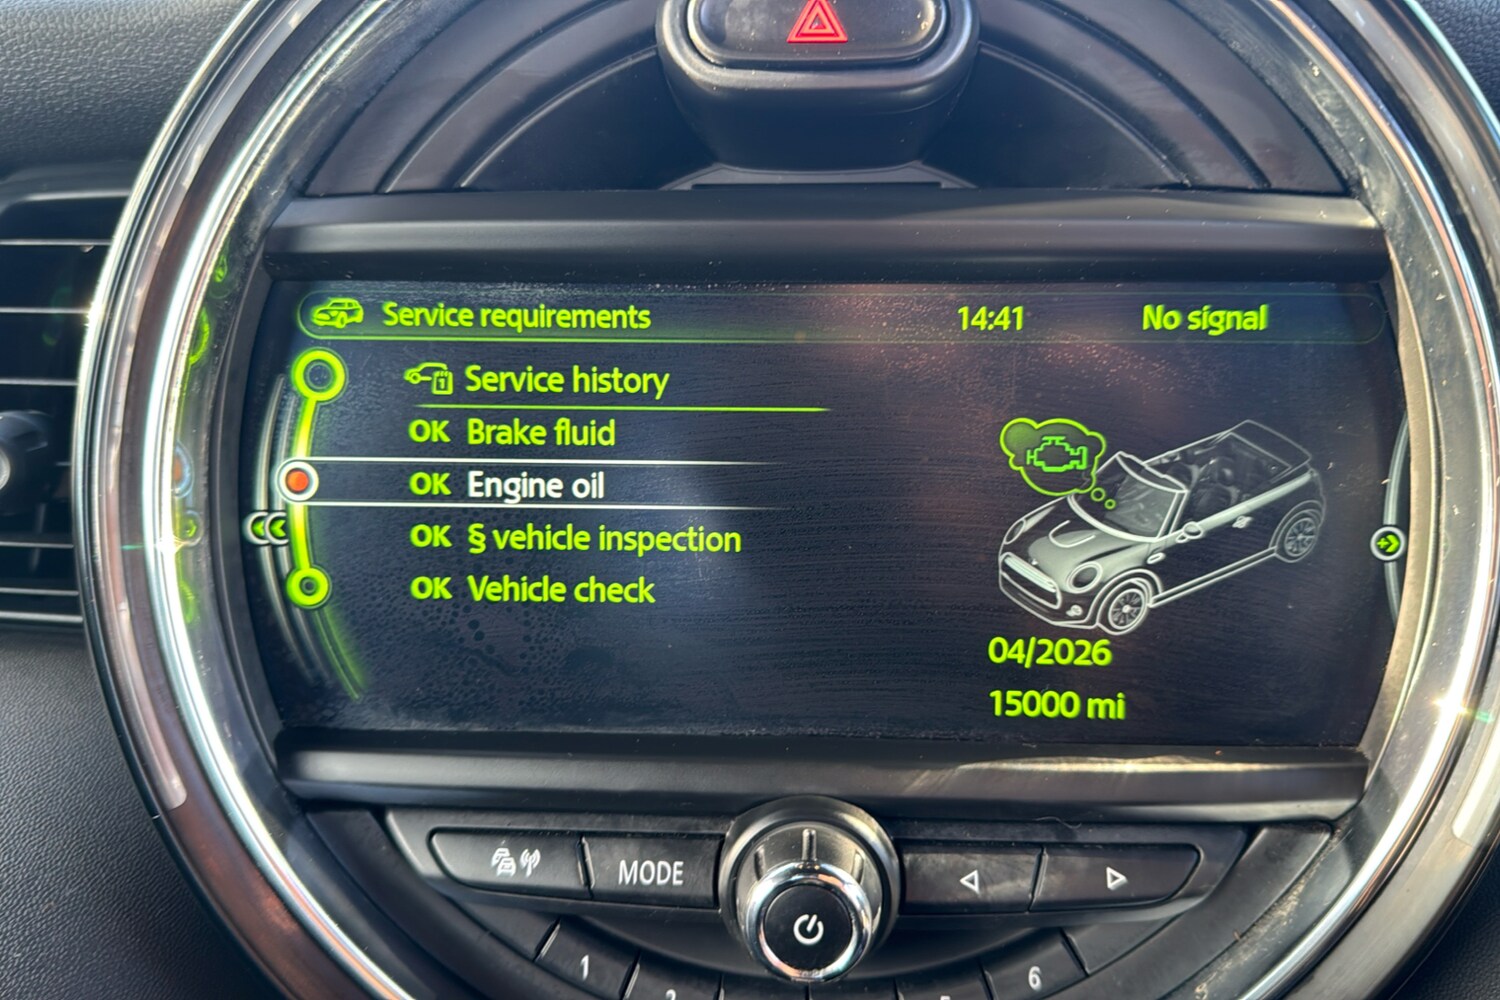 Service requirements 14:41 No signal
Service history
OK Brake fluid
OK Engine oil
OK § vehicle inspection
OK Vehicle check
04/2026
15000 mi
MODE
1
6